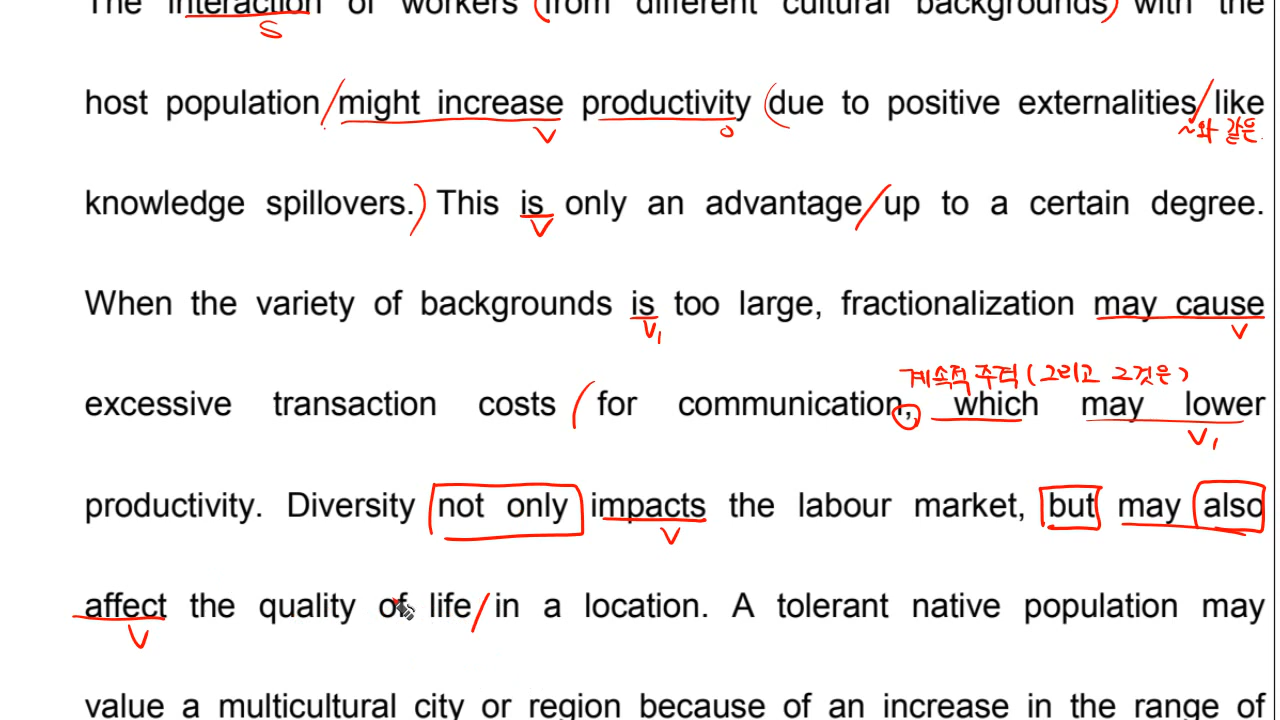 The interaction of workers (from different cultural backgrounds) with the
S
host population / might increase productivity (due to positive externalities / like
V O ~와 같은
knowledge spillovers.) This is only an advantage / up to a certain degree.
V
When the variety of backgrounds is too large, fractionalization may cause
V1 V
계속적 주격 (그리고 그것은)
excessive transaction costs ( for communication, which may lower
V1
productivity. Diversity not only impacts the labour market, but may also
V
affect the quality of life / in a location. A tolerant native population may
V
value a multicultural city or region because of an increase in the range of